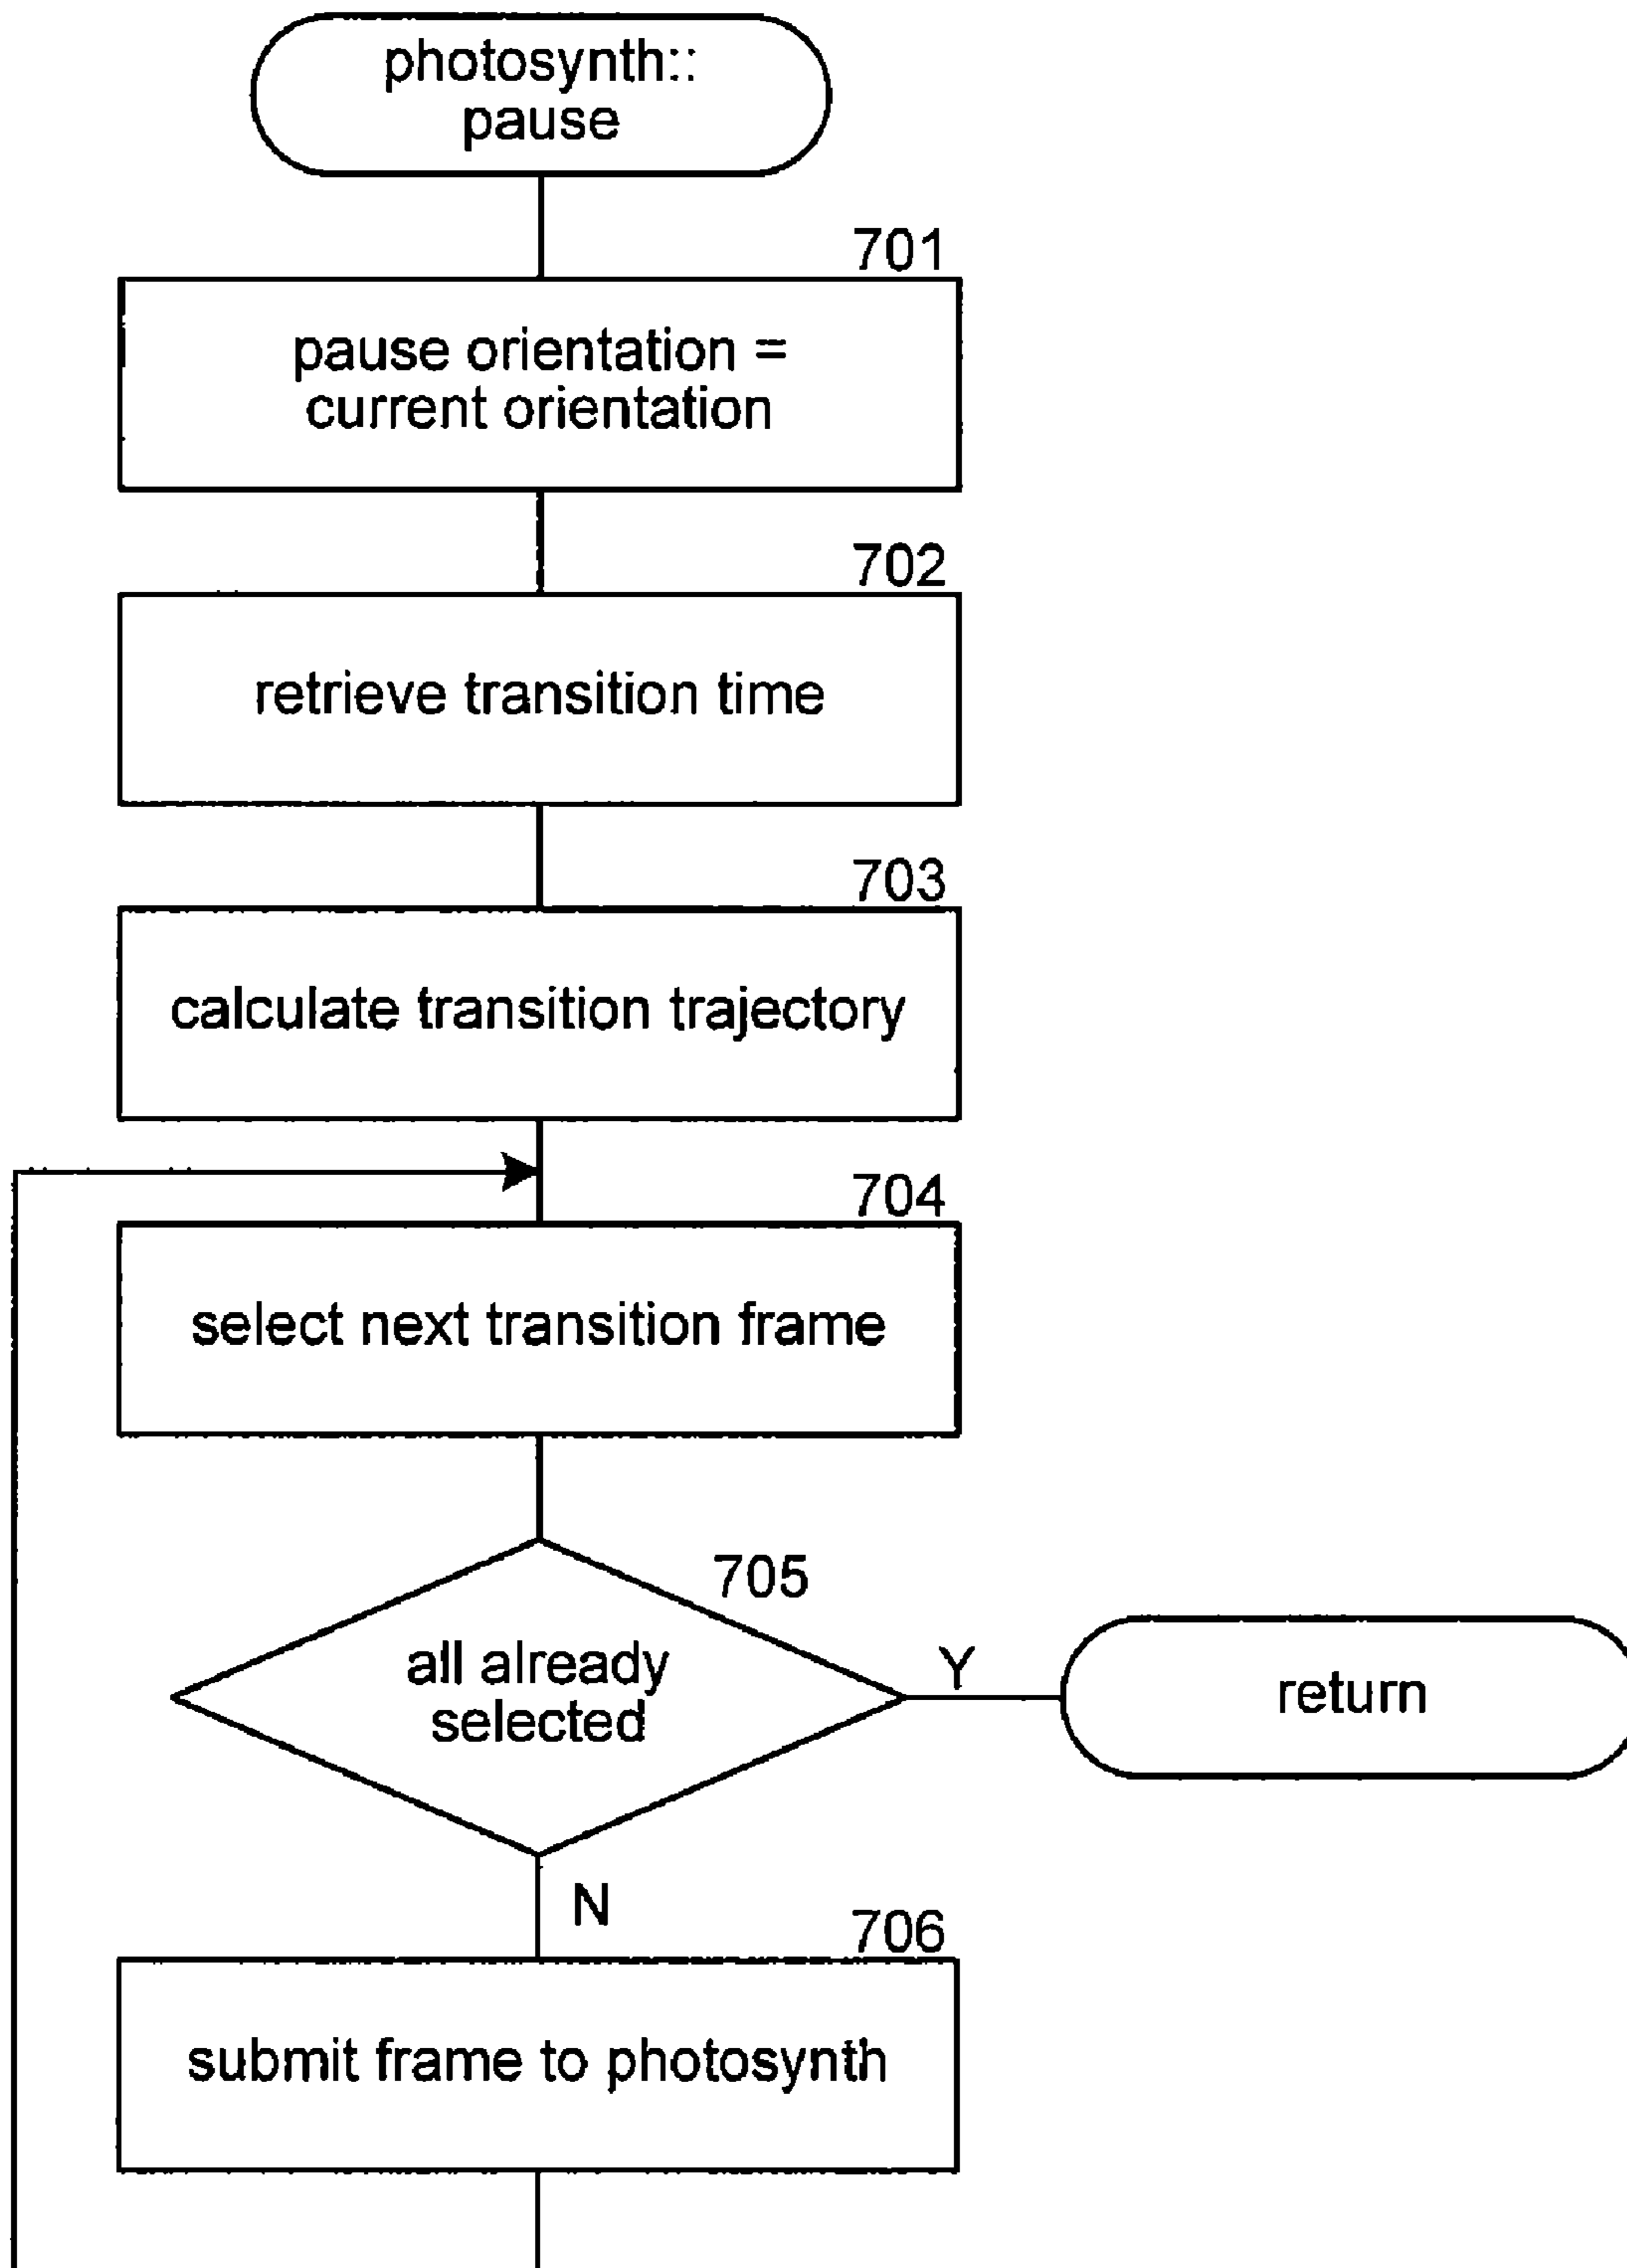 photosynth::
pause
701
pause orientation =
current orientation
702
retrieve transition time
703
calculate transition trajectory
704
select next transition frame
705
all already
selected
Y
return
N
706
submit frame to photosynth